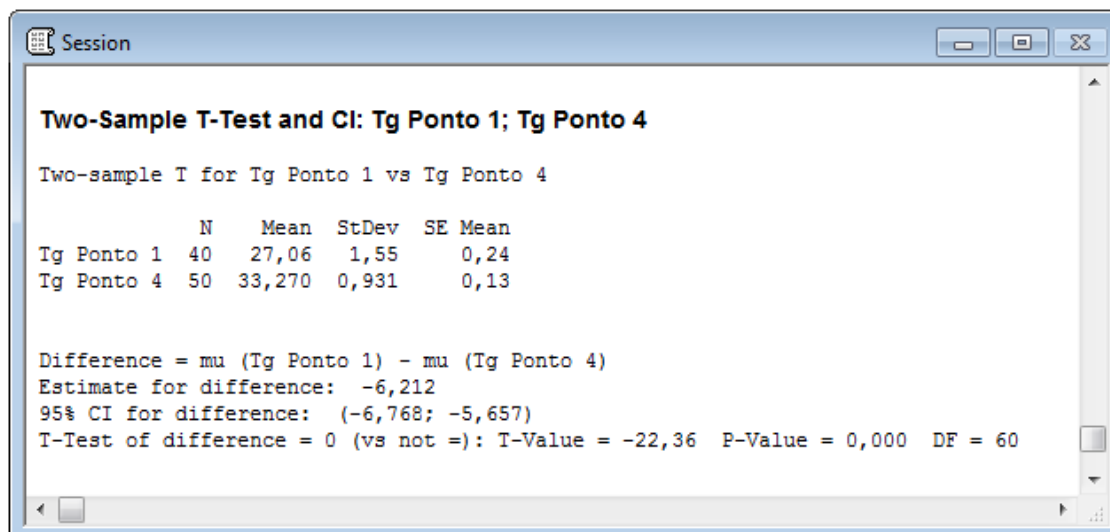 Session
Two-Sample T-Test and CI: Tg Ponto 1; Tg Ponto 4
Two-sample T for Tg Ponto 1 vs Tg Ponto 4
N Mean StDev SE Mean
Tg Ponto 1 40 27,06 1,55 0,24
Tg Ponto 4 50 33,270 0,931 0,13
Difference = mu (Tg Ponto 1) - mu (Tg Ponto 4)
Estimate for difference: -6,212
95% CI for difference: (-6,768; -5,657)
T-Test of difference = 0 (vs not =): T-Value = -22,36 P-Value = 0,000 DF = 60